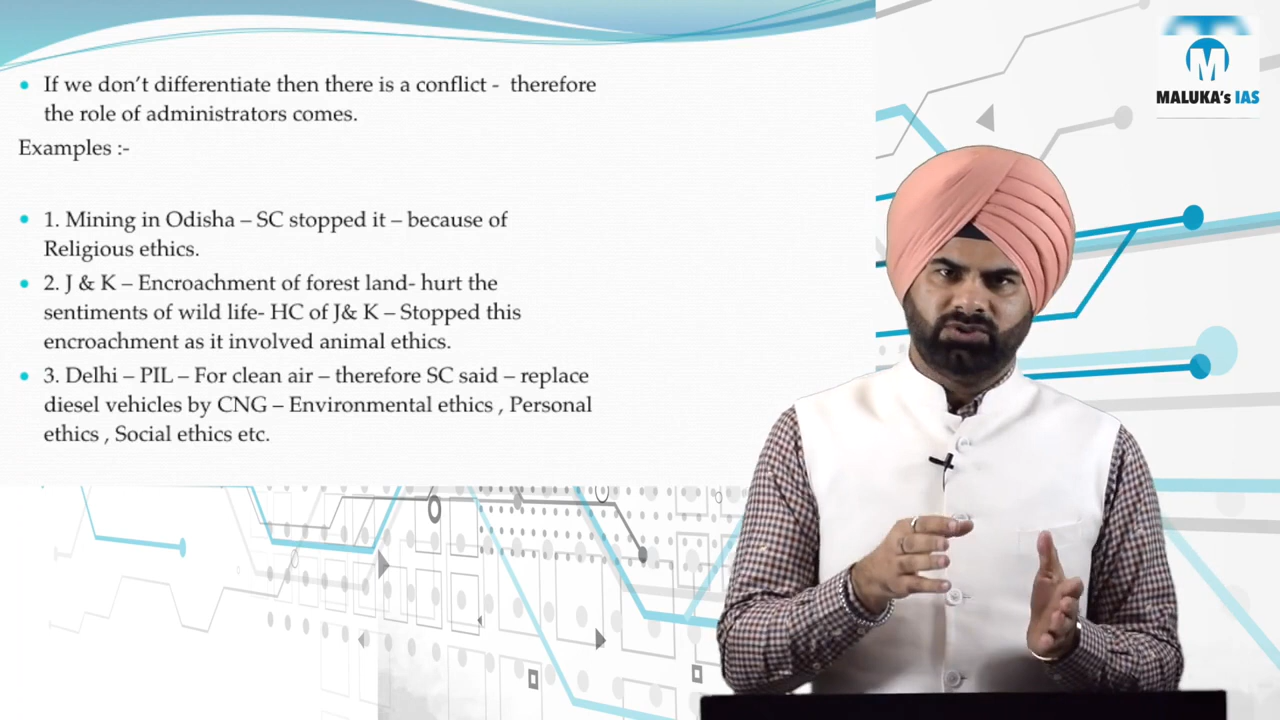 If we don't differentiate then there is a conflict - therefore
the role of administrators comes.
Examples :-
1. Mining in Odisha – SC stopped it – because of
Religious ethics.
2. J & K – Encroachment of forest land- hurt the
sentiments of wild life- HC of J& K – Stopped this
encroachment as it involved animal ethics.
3. Delhi – PIL – For clean air – therefore SC said – replace
diesel vehicles by CNG – Environmental ethics , Personal
ethics , Social ethics etc.
M
MALUKA's IAS